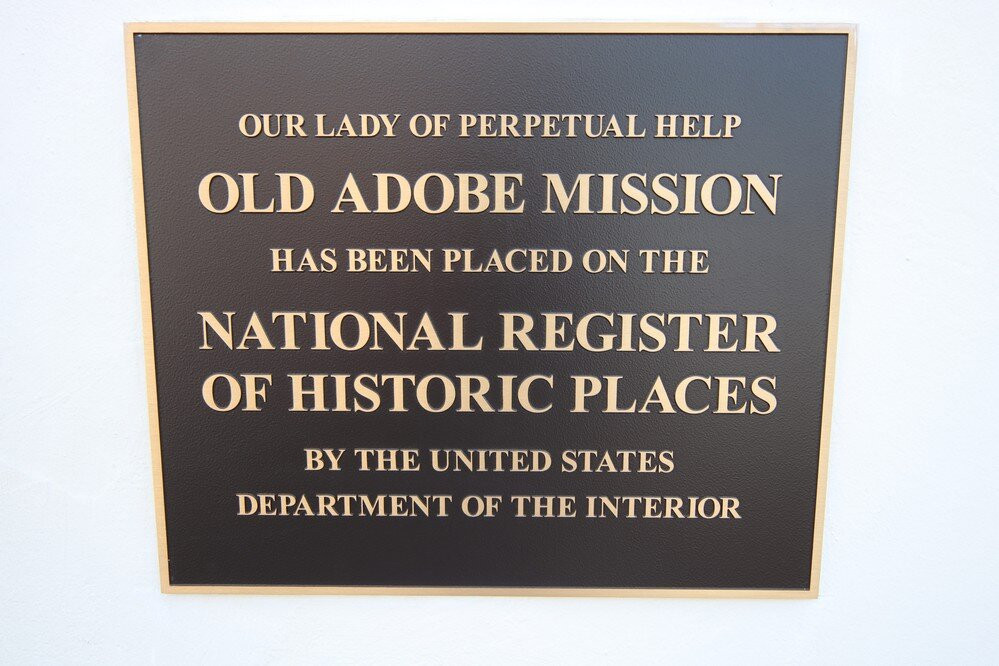 OUR LADY OF PERPETUAL HELP
OLD ADOBE MISSION
HAS BEEN PLACED ON THE
NATIONAL REGISTER
OF HISTORIC PLACES
BY THE UNITED STATES
DEPARTMENT OF THE INTERIOR